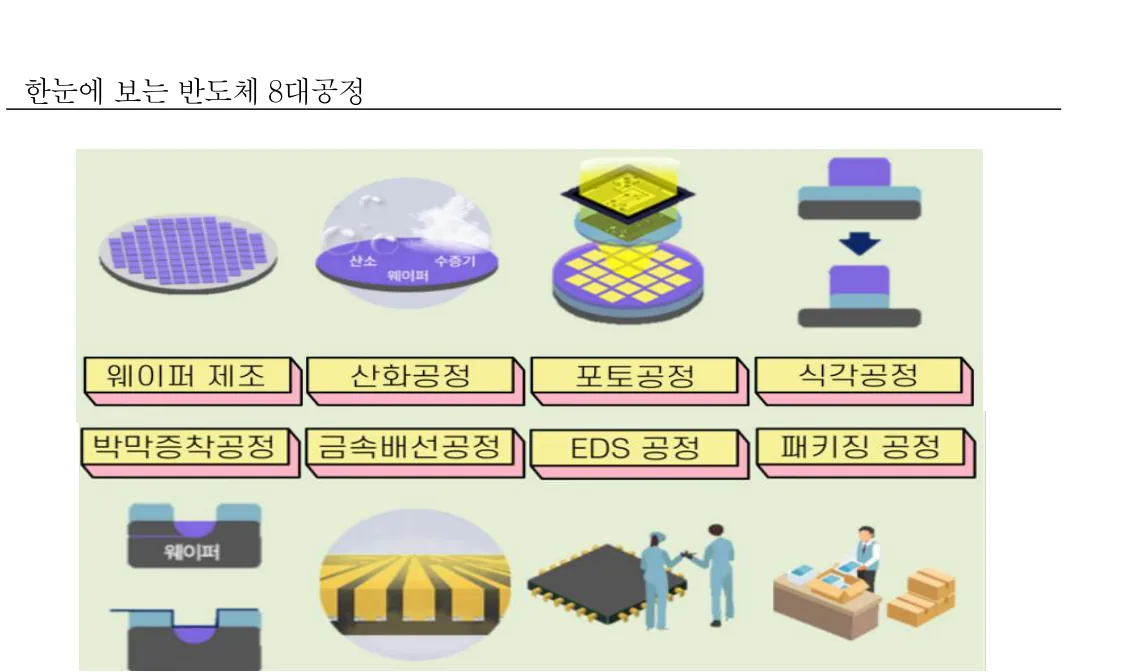 한눈에 보는 반도체 8대공정
산소
수증기
웨이퍼
웨이퍼 제조
산화공정
포토공정
식각공정
박막증착공정
금속배선공정
EDS 공정
패키징 공정
웨이퍼